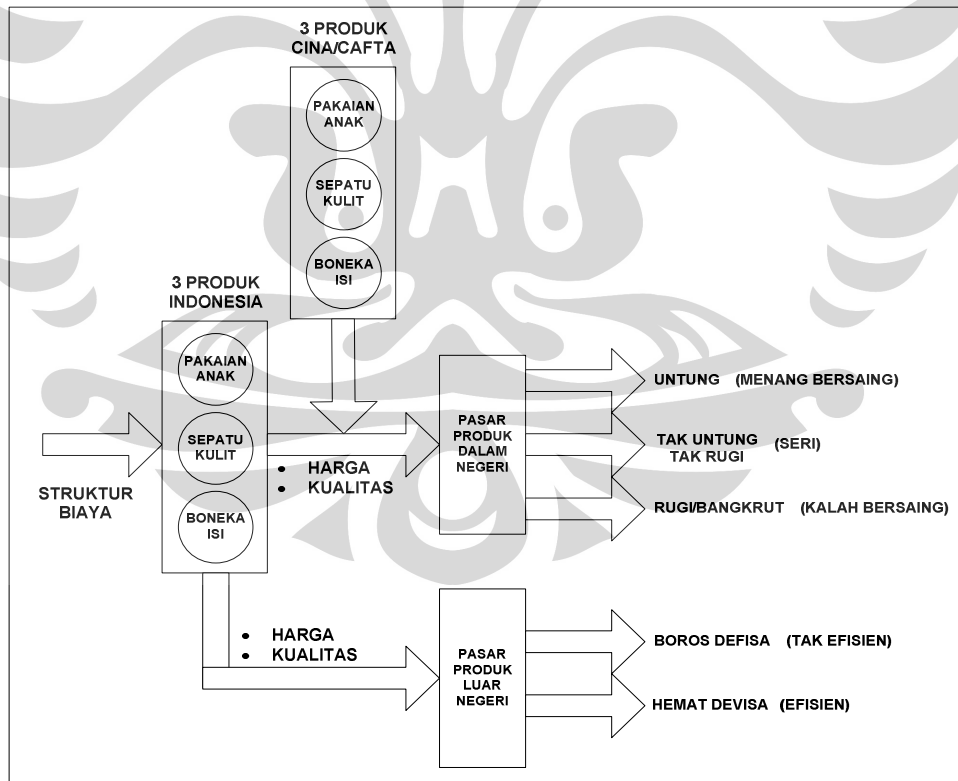 3 PRODUK
CINA/CAFTA
PAKAIAN
ANAK
SEPATU
KULIT
BONEKA
ISI
3 PRODUK
INDONESIA
PAKAIAN
ANAK
SEPATU
KULIT
BONEKA
ISI
STRUKTUR
BIAYA
• HARGA
• KUALITAS
PASAR
PRODUK
DALAM
NEGERI
UNTUNG (MENANG BERSAING)
TAK UNTUNG (SERI)
TAK RUGI
RUGI/BANGKRUT (KALAH BERSAING)
• HARGA
• KUALITAS
PASAR
PRODUK
LUAR
NEGERI
BOROS DEFISA (TAK EFISIEN)
HEMAT DEVISA (EFISIEN)